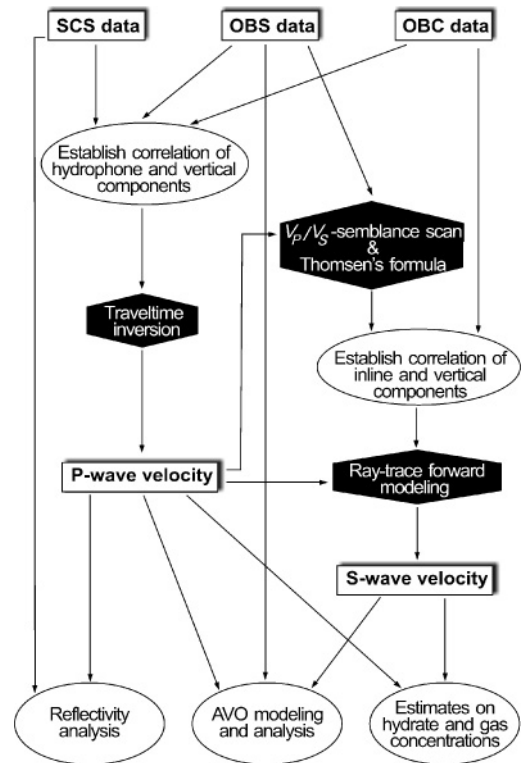 SCS data
OBS data
OBC data
Establish correlation of
hydrophone and vertical
components
VP/VS-semblance scan
&
Thomsen's formula
Traveltime
inversion
Establish correlation of
inline and vertical
components
P-wave velocity
Ray-trace forward
modeling
S-wave velocity
Reflectivity
analysis
AVO modeling
and analysis
Estimates on
hydrate and gas
concentrations